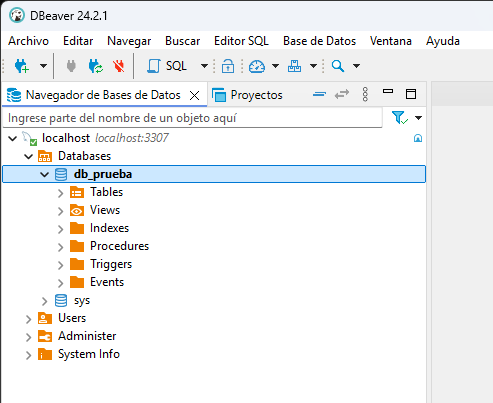 DBeaver 24.2.1
Archivo Editar Navegar Buscar Editor SQL Base de Datos Ventana Ayuda
SQL
Navegador de Bases de Datos Proyectos
Ingrese parte del nombre de un objeto aquí
localhost localhost:3307
Databases
db_prueba
Tables
Views
Indexes
Procedures
Triggers
Events
sys
Users
Administer
System Info